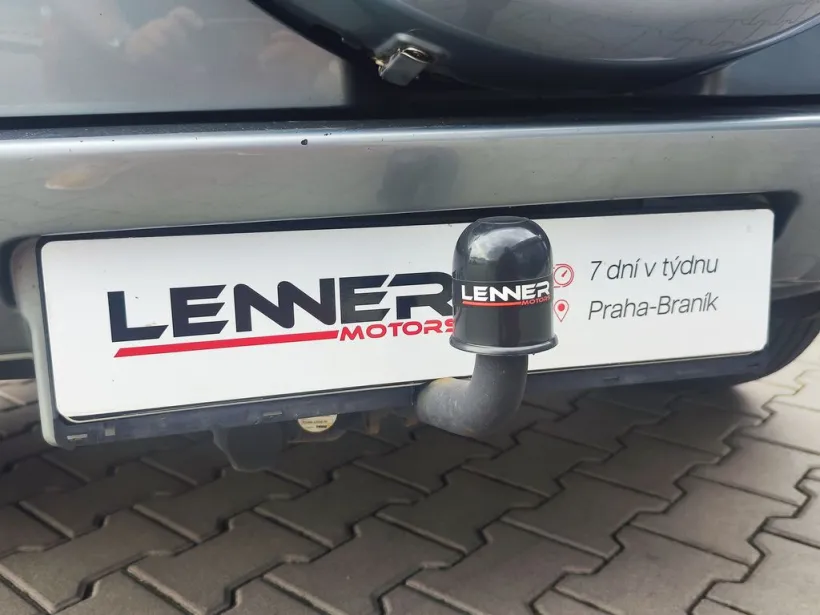 LENNER
MOTORS
LENNER
MOTORS
7 dní v týdnu
Praha-Braník